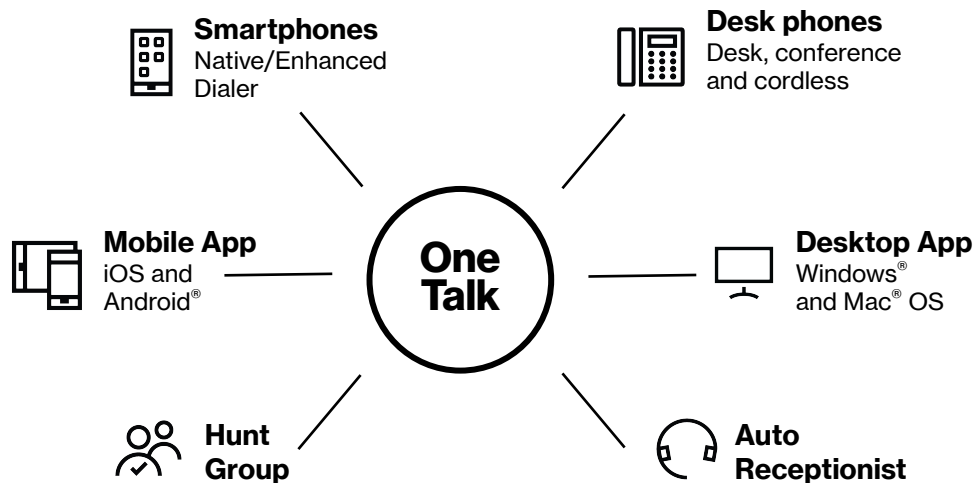 Smartphones
Native/Enhanced
Dialer
Desk phones
Desk, conference
and cordless
Mobile App
iOS and
Android®
One
Talk
Desktop App
Windows®
and Mac® OS
Hunt
Group
Auto
Receptionist